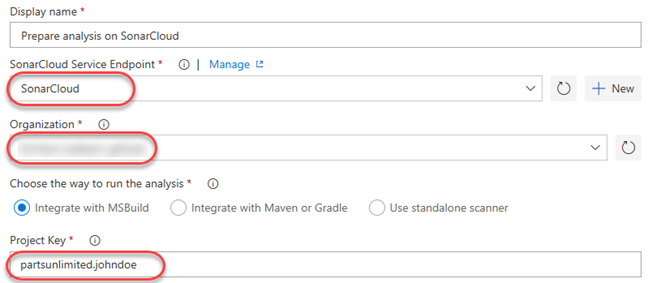 Display name *
Prepare analysis on SonarCloud
SonarCloud Service Endpoint * | Manage
SonarCloud
New
Organization *
Choose the way to run the analysis *
Integrate with MSBuild Integrate with Maven or Gradle Use standalone scanner
Project Key *
partsunlimited.johndoe